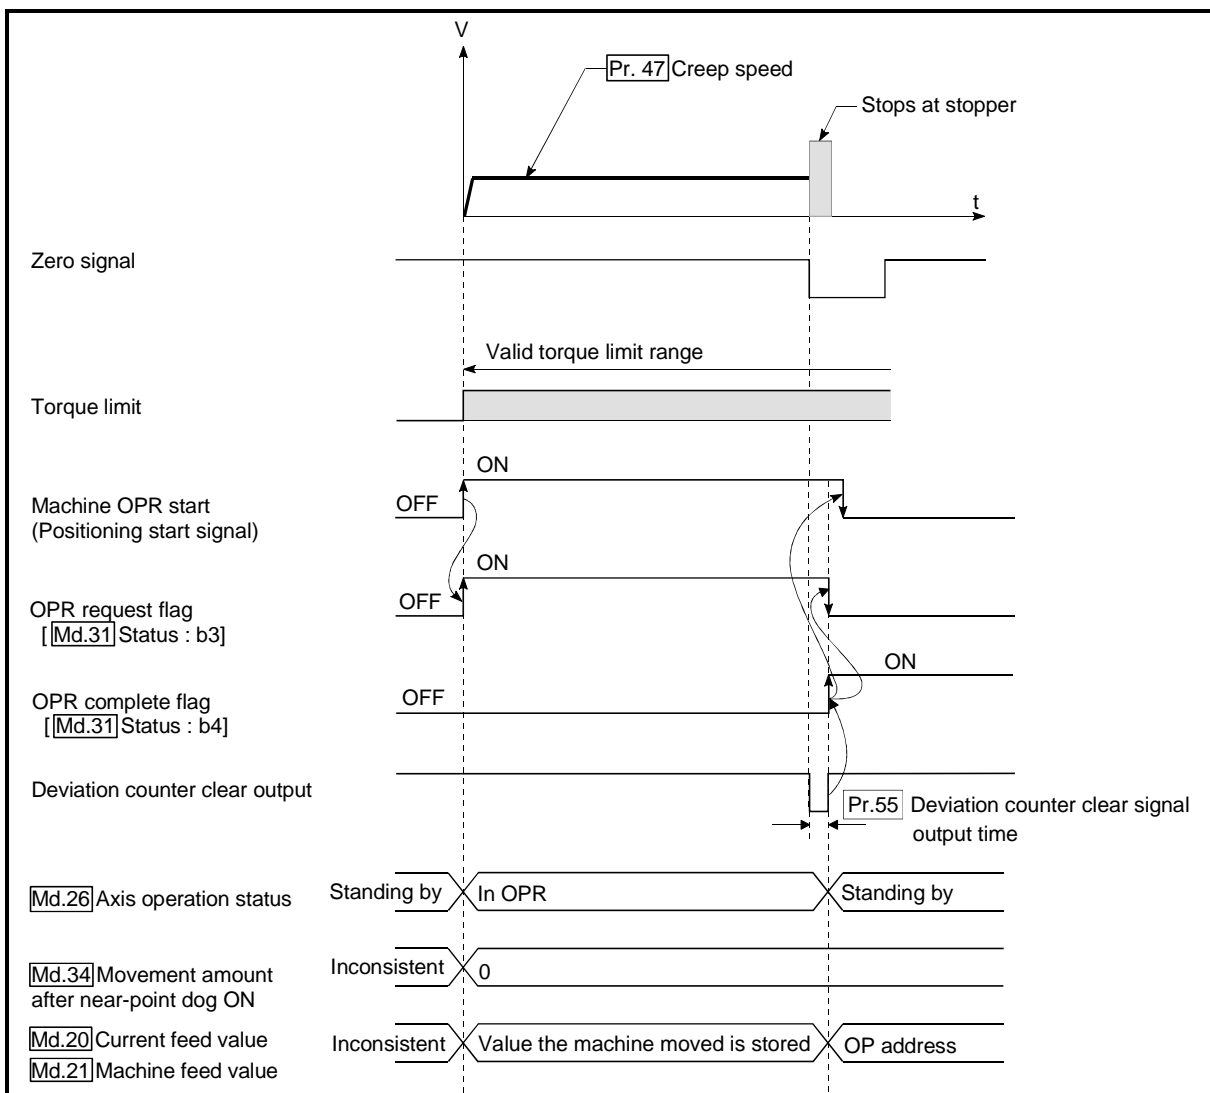 V
Pr. 47 Creep speed
Stops at stopper
t
Zero signal
Valid torque limit range
Torque limit
ON
OFF
Machine OPR start
(Positioning start signal)
ON
OFF
OPR request flag
[ Md.31 Status : b3]
ON
OFF
OPR complete flag
[ Md.31 Status : b4]
Deviation counter clear output
Pr.55 Deviation counter clear signal
output time
Md.26 Axis operation status
Standing by
In OPR
Standing by
Md.34 Movement amount
after near-point dog ON
Inconsistent
0
Md.20 Current feed value
Md.21 Machine feed value
Inconsistent
Value the machine moved is stored
OP address